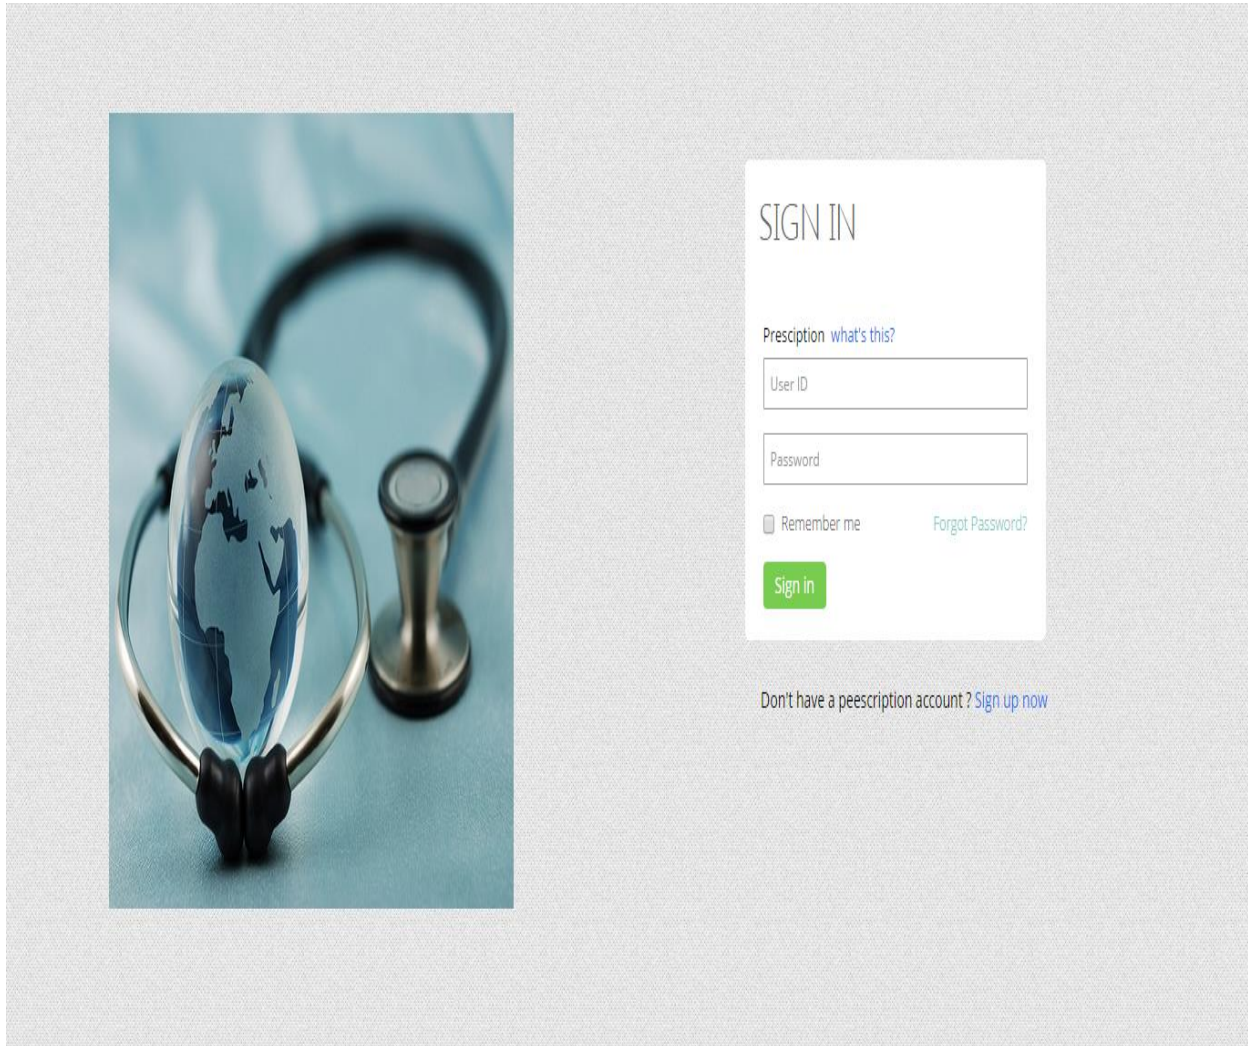 SIGN IN
Presciption what's this?
User ID
Password
Remember me Forgot Password?
Sign in
Don't have a peescription account ? Sign up now